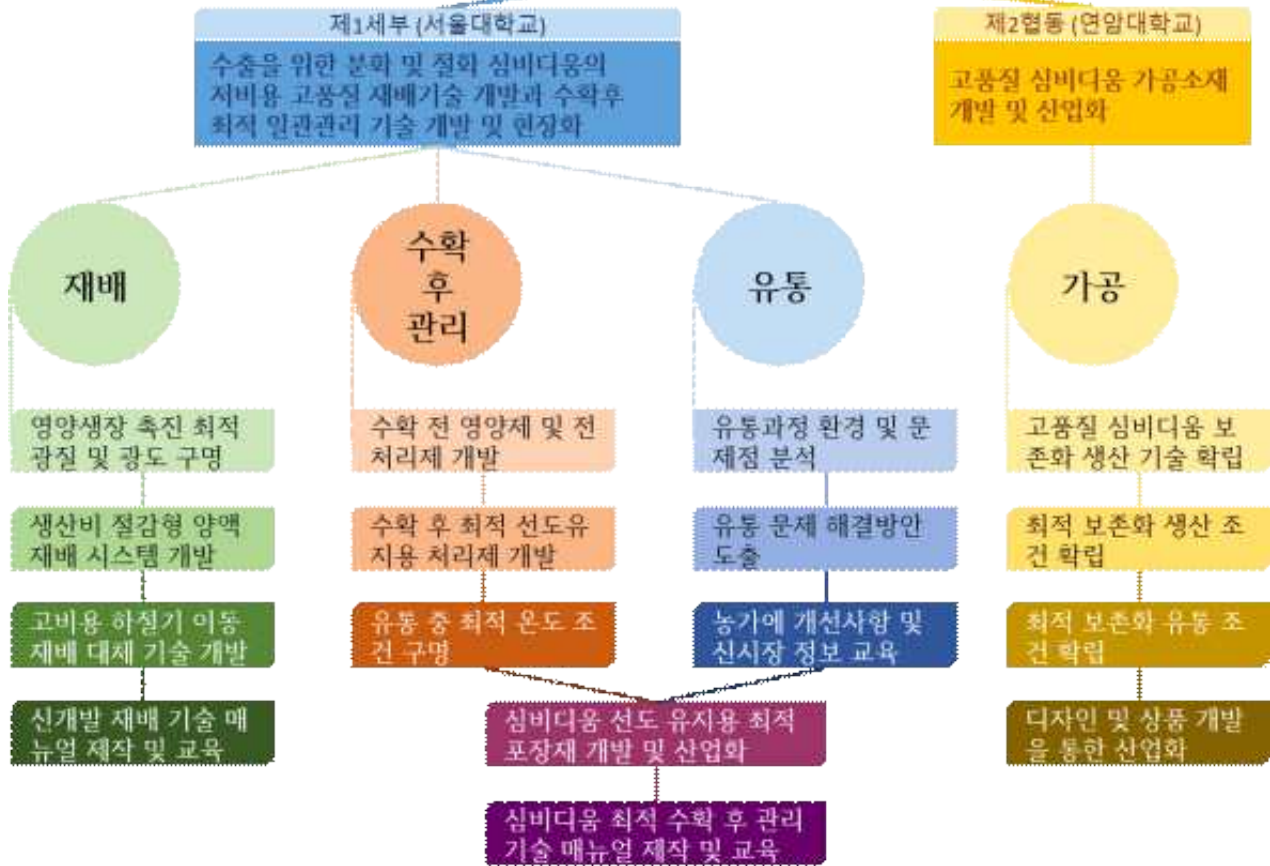 제1세부 (서울대학교)
수출을 위한 분화 및 절화 심비디움의
저비용 고품질 재배기술 개발과 수확후
최적 일관관리 기술 개발 및 현장화
제2협동 (연암대학교)
고품질 심비디움 가공소재
개발 및 산업화
재배
수확
후
관리
유통
가공
영양생장 촉진 최적
광질 및 광도 구명
생산비 절감형 양액
재배 시스템 개발
고비용 하절기 이동
재배 대체 기술 개발
신개발 재배 기술 매
뉴얼 제작 및 교육
수확 전 영양제 및 전
처리제 개발
수확 후 최적 선도유
지용 처리제 개발
유통 중 최적 온도 조
건 구명
유통과정 환경 및 문
제점 분석
유통 문제 해결방안
도출
농가에 개선사항 및
신시장 정보 교육
심비디움 선도 유지용 최적
포장재 개발 및 산업화
심비디움 최적 수확 후 관리
기술 매뉴얼 제작 및 교육
고품질 심비디움 보
존화 생산 기술 확립
최적 보존화 생산 조
건 확립
최적 보존화 유통 조
건 확립
디자인 및 상품 개발
을 통한 산업화